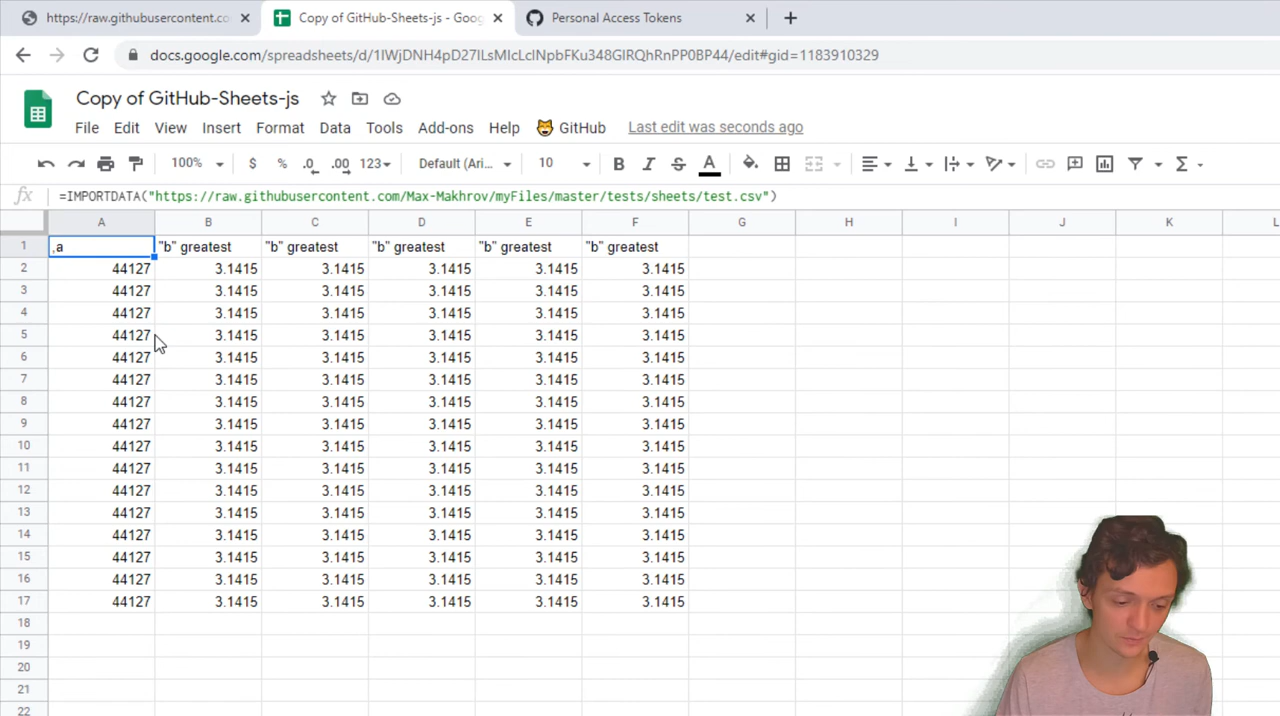 https://raw.githubusercontent.co
Copy of GitHub-Sheets-js - Goog
Personal Access Tokens
docs.google.com/spreadsheets/d/1IWjDNH4pD27ILsMIcLclNpbFKu348GIRQhRnPP0BP44/edit#gid=1183910329
Copy of GitHub-Sheets-js
File Edit View Insert Format Data Tools Add-ons Help GitHub Last edit was seconds ago
100% $ % .0 .00 123 Default (Ari... 10 B I S A Σ
fx =IMPORTDATA("https://raw.githubusercontent.com/Max-Makhrov/myFiles/master/tests/sheets/test.csv")
A B C D E F G H I J K L
1 ,a "b" greatest "b" greatest "b" greatest "b" greatest "b" greatest
2 44127 3.1415 3.1415 3.1415 3.1415 3.1415
3 44127 3.1415 3.1415 3.1415 3.1415 3.1415
4 44127 3.1415 3.1415 3.1415 3.1415 3.1415
5 44127 3.1415 3.1415 3.1415 3.1415 3.1415
6 44127 3.1415 3.1415 3.1415 3.1415 3.1415
7 44127 3.1415 3.1415 3.1415 3.1415 3.1415
8 44127 3.1415 3.1415 3.1415 3.1415 3.1415
9 44127 3.1415 3.1415 3.1415 3.1415 3.1415
10 44127 3.1415 3.1415 3.1415 3.1415 3.1415
11 44127 3.1415 3.1415 3.1415 3.1415 3.1415
12 44127 3.1415 3.1415 3.1415 3.1415 3.1415
13 44127 3.1415 3.1415 3.1415 3.1415 3.1415
14 44127 3.1415 3.1415 3.1415 3.1415 3.1415
15 44127 3.1415 3.1415 3.1415 3.1415 3.1415
16 44127 3.1415 3.1415 3.1415 3.1415 3.1415
17 44127 3.1415 3.1415 3.1415 3.1415 3.1415
18
19
20
21
22